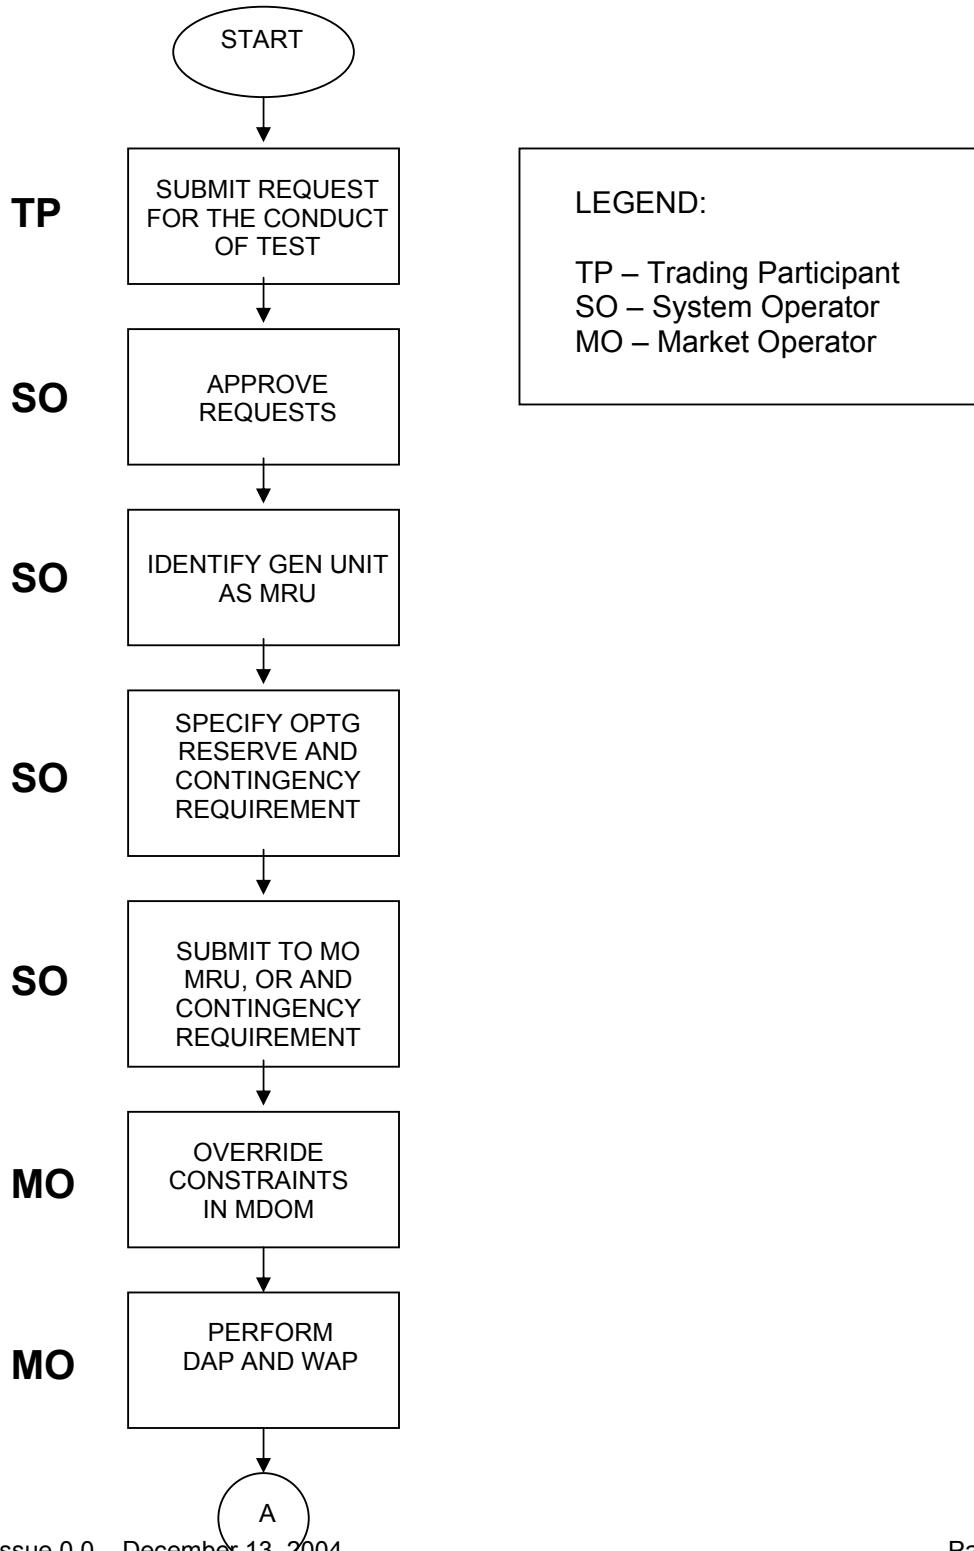 START
TP
SUBMIT REQUEST
FOR THE CONDUCT
OF TEST
LEGEND:
TP – Trading Participant
SO – System Operator
MO – Market Operator
SO
APPROVE
REQUESTS
SO
IDENTIFY GEN UNIT
AS MRU
SO
SPECIFY OPTG
RESERVE AND
CONTINGENCY
REQUIREMENT
SO
SUBMIT TO MO
MRU, OR AND
CONTINGENCY
REQUIREMENT
MO
OVERRIDE
CONSTRAINTS
IN MDOM
MO
PERFORM
DAP AND WAP
A
ssue 0.0 December 13, 2004